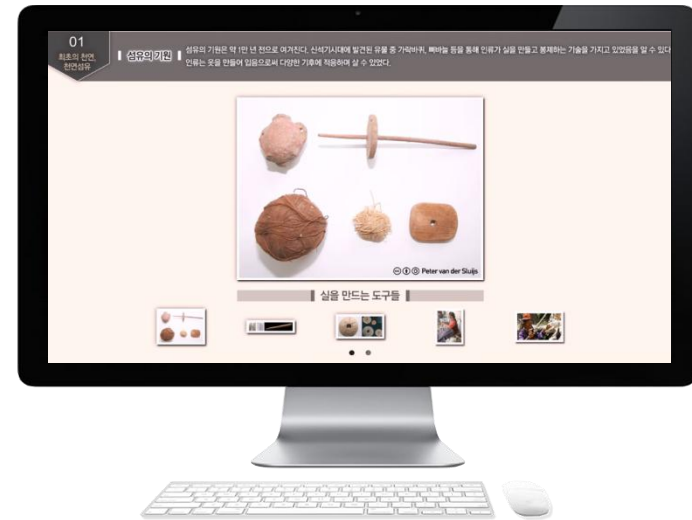 01
최초의 천연,
천연섬유
섬유의 기원
섬유의 기원은 약 1만 년 전으로 여겨진다. 신석기시대에 발견된 유물 중 가락바퀴, 뼈바늘 등을 통해 인류가 실을 만들고 봉제하는 기술을 가지고 있었음을 알 수 있다
인류는 옷을 만들어 입음으로써 다양한 기후에 적응하며 살 수 있었다.
Peter van der Sluijs
실을 만드는 도구들